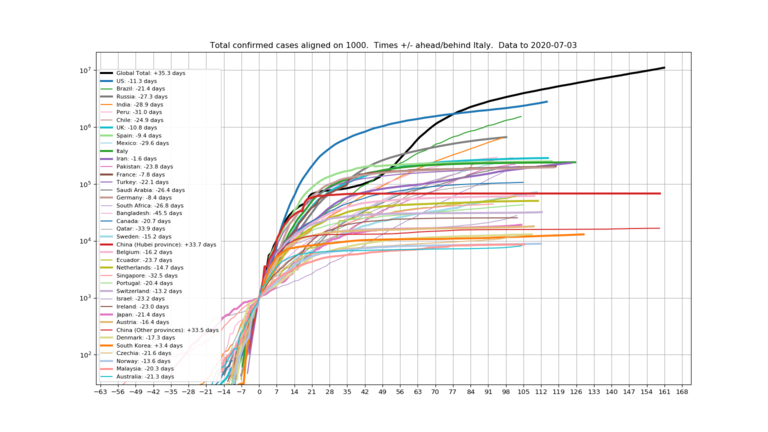 Total confirmed cases aligned on 1000. Times +/- ahead/behind Italy. Data to 2020-07-03
10⁷
10⁶
10⁵
10⁴
10³
10²
Global Total: +35.3 days
US: -11.3 days
Brazil: -21.4 days
Russia: -27.3 days
India: -28.9 days
Peru: -31.0 days
Chile: -24.9 days
UK: -10.8 days
Spain: -9.4 days
Mexico: -29.6 days
Italy
Iran: -1.6 days
Pakistan: -23.8 days
France: -7.8 days
Turkey: -22.1 days
Saudi Arabia: -26.4 days
Germany: -8.4 days
South Africa: -26.8 days
Bangladesh: -45.5 days
Canada: -20.7 days
Qatar: -33.9 days
Sweden: -15.2 days
China (Hubei province): +33.7 days
Belgium: -16.2 days
Ecuador: -23.7 days
Netherlands: -14.7 days
Singapore: -32.5 days
Portugal: -20.4 days
Switzerland: -13.2 days
Israel: -23.2 days
Ireland: -23.0 days
Japan: -21.4 days
Austria: -16.4 days
China (Other provinces): +33.5 days
Denmark: -17.3 days
South Korea: +3.4 days
Czechia: -21.6 days
Norway: -13.6 days
Malaysia: -20.3 days
Australia: -21.3 days
−63 −56 −49 −42 −35 −28 −21 −14 −7 0 7 14 21 28 35 42 49 56 63 70 77 84 91 98 105 112 119 126 133 140 147 154 161 168